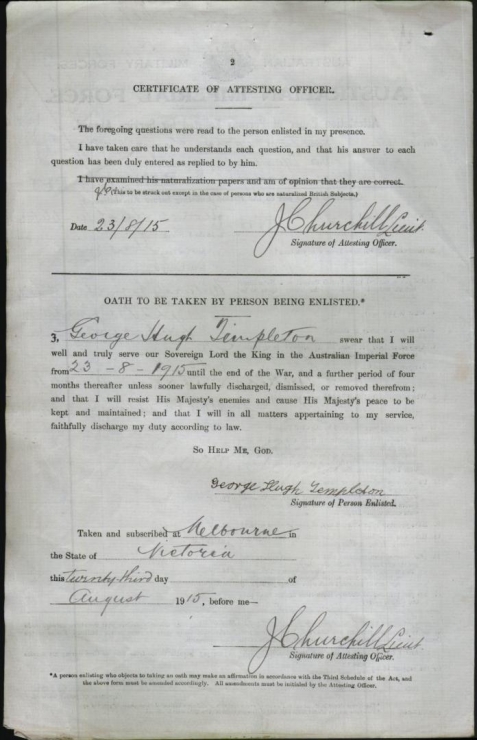 2
CERTIFICATE OF ATTESTING OFFICER.
The foregoing questions were read to the person enlisted in my presence.
I have taken care that he understands each question, and that his answer to each
question has been duly entered as replied to by him.
I have examined his naturalization papers and am of opinion that they are correct.
(This to be struck out except in the case of persons who are naturalized British Subjects.)
Date 23/8/15
J Churchill Lieut.
Signature of Attesting Officer.
OATH TO BE TAKEN BY PERSON BEING ENLISTED.*
3, George Hugh Templeton swear that I will
well and truly serve our Sovereign Lord the King in the Australian Imperial Force
from 23 - 8 - 1915 until the end of the War, and a further period of four
months thereafter unless sooner lawfully discharged, dismissed, or removed therefrom;
and that I will resist His Majesty's enemies and cause His Majesty's peace to be
kept and maintained; and that I will in all matters appertaining to my service,
faithfully discharge my duty according to law.
SO HELP ME, GOD.
George Hugh Templeton
Signature of Person Enlisted.
Taken and subscribed at Melbourne in
the State of Victoria
this twenty third day of
August 1915, before me—
J Churchill Lieut
Signature of Attesting Officer.
*A person enlisting who objects to taking an oath may make an affirmation in accordance with the Third Schedule of the Act, and
the above form must be amended accordingly. All amendments must be initialed by the Attesting Officer.